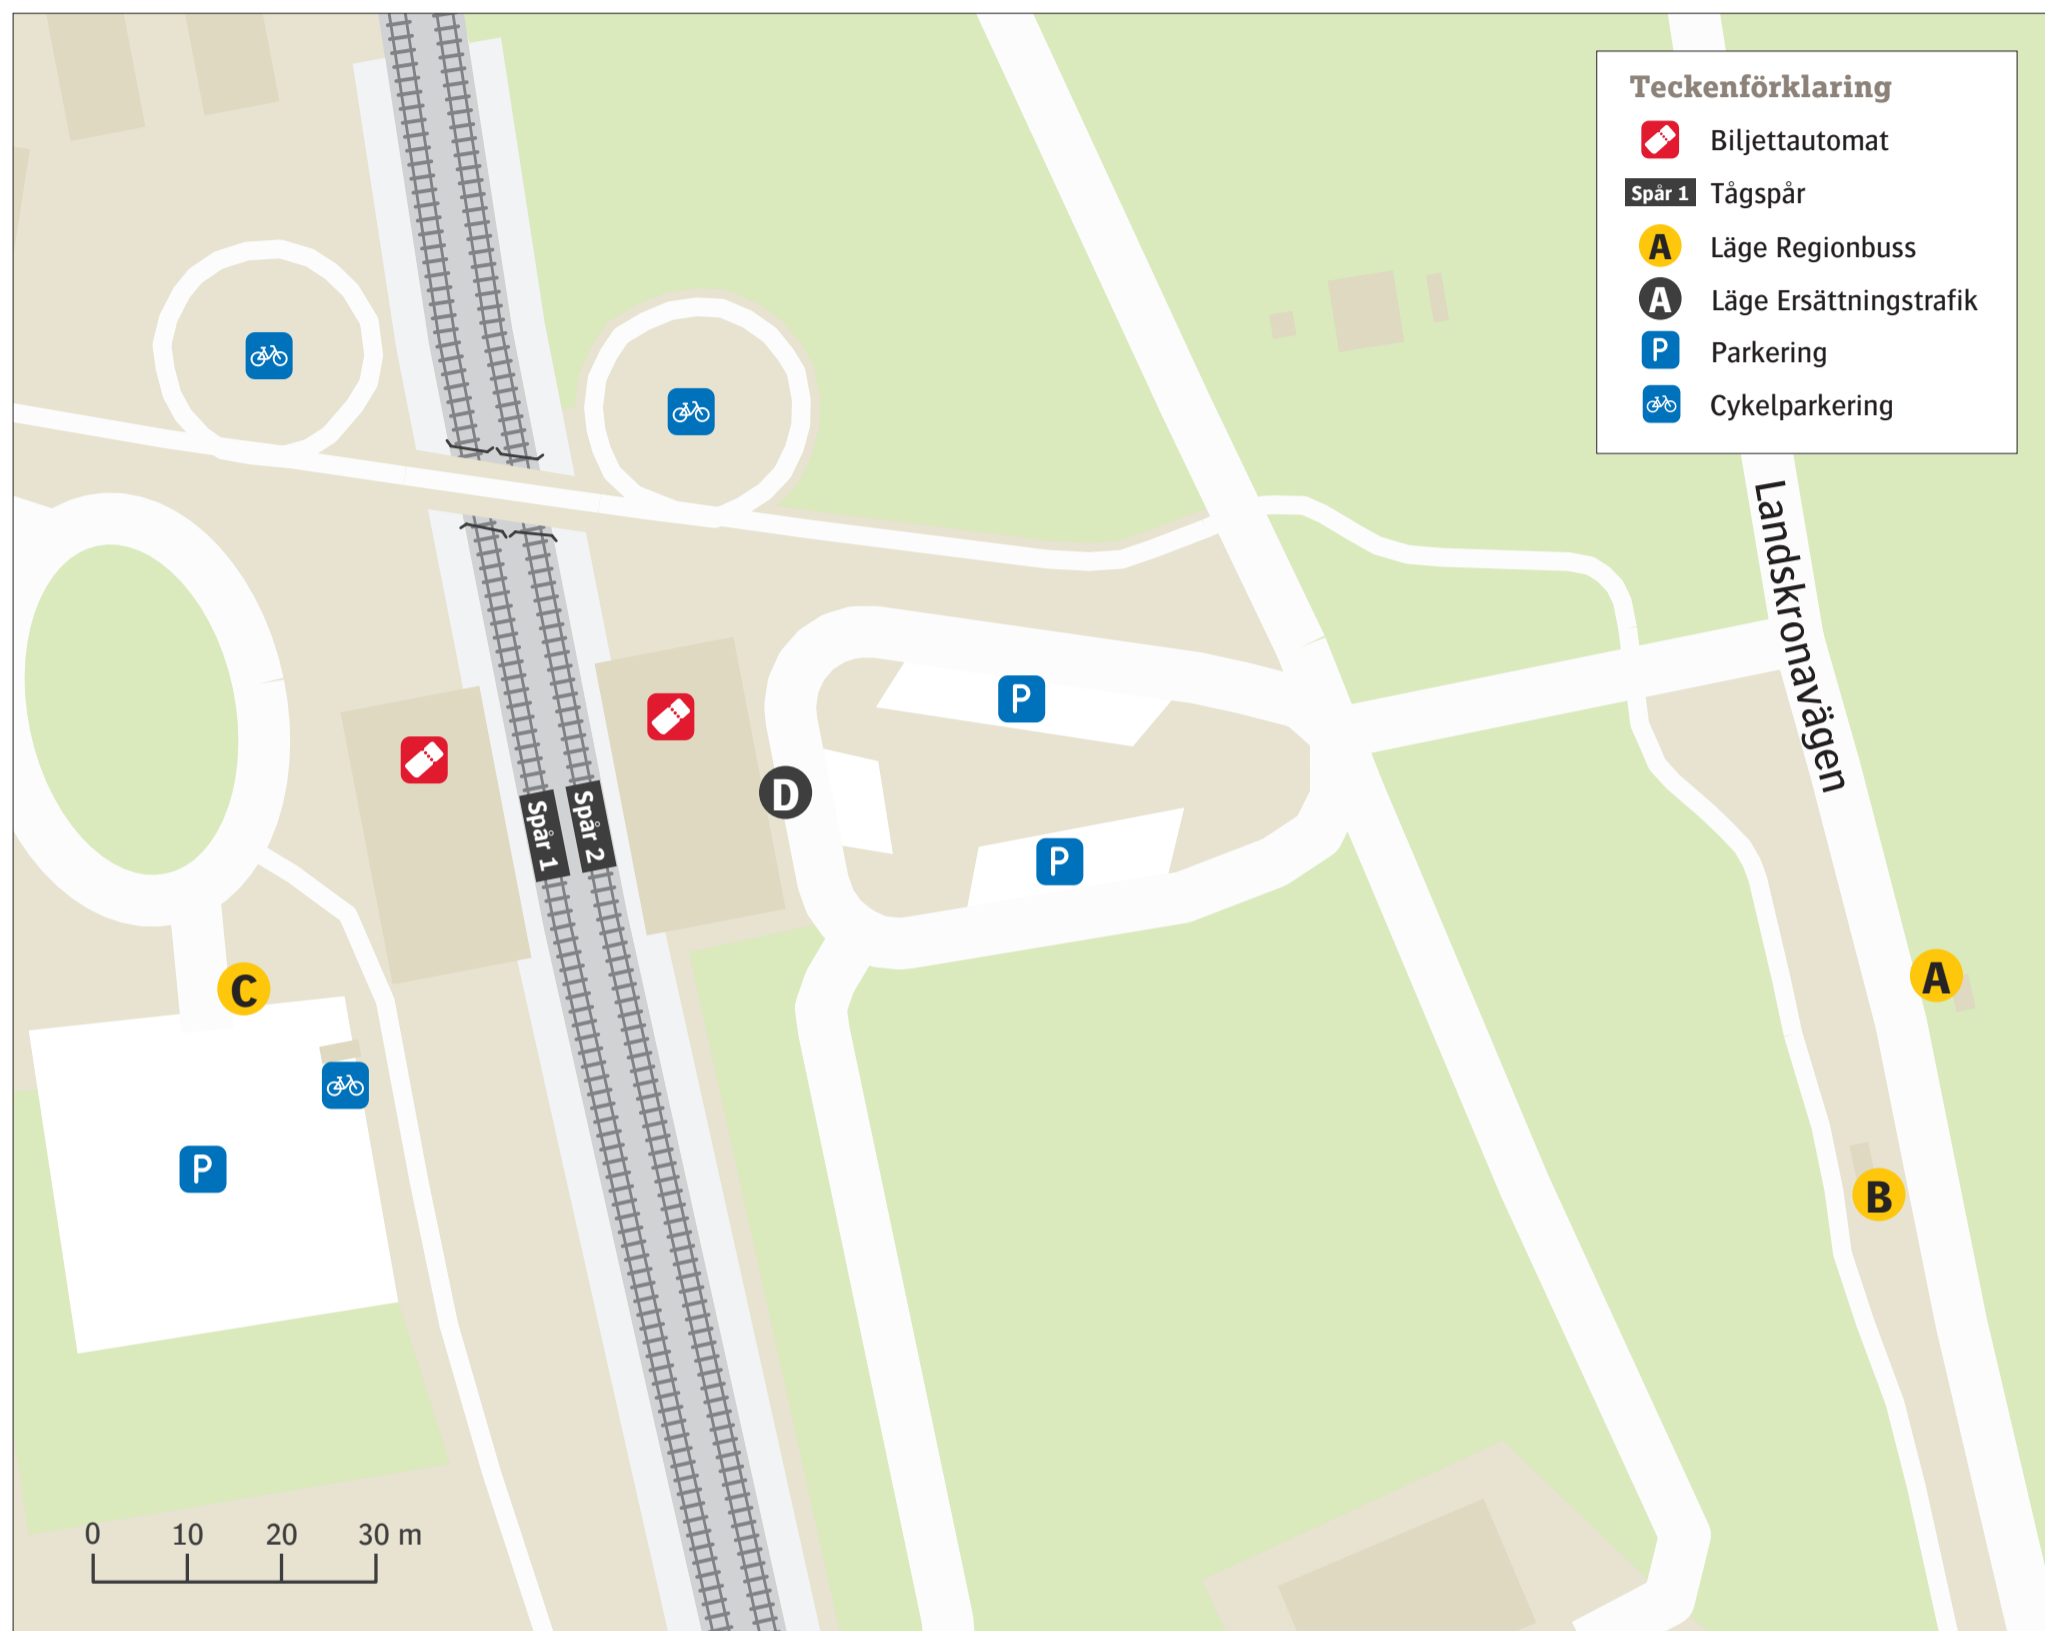 Teckenförklaring
Biljettautomat
Spår 1 Tågspår
A Läge Regionbuss
A Läge Ersättningstrafik
P Parkering
Cykelparkering
Landskronavägen
P
D
Spår 1
Spår 2
P
C
A
P
B
0 10 20 30 m